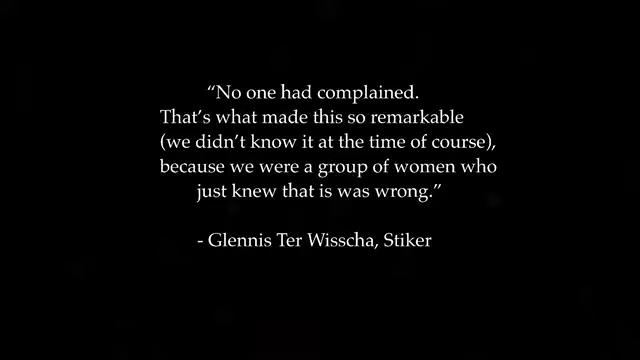 “No one had complained.
That’s what made this so remarkable
(we didn’t know it at the time of course),
because we were a group of women who
just knew that is was wrong.”
- Glennis Ter Wisscha, Stiker